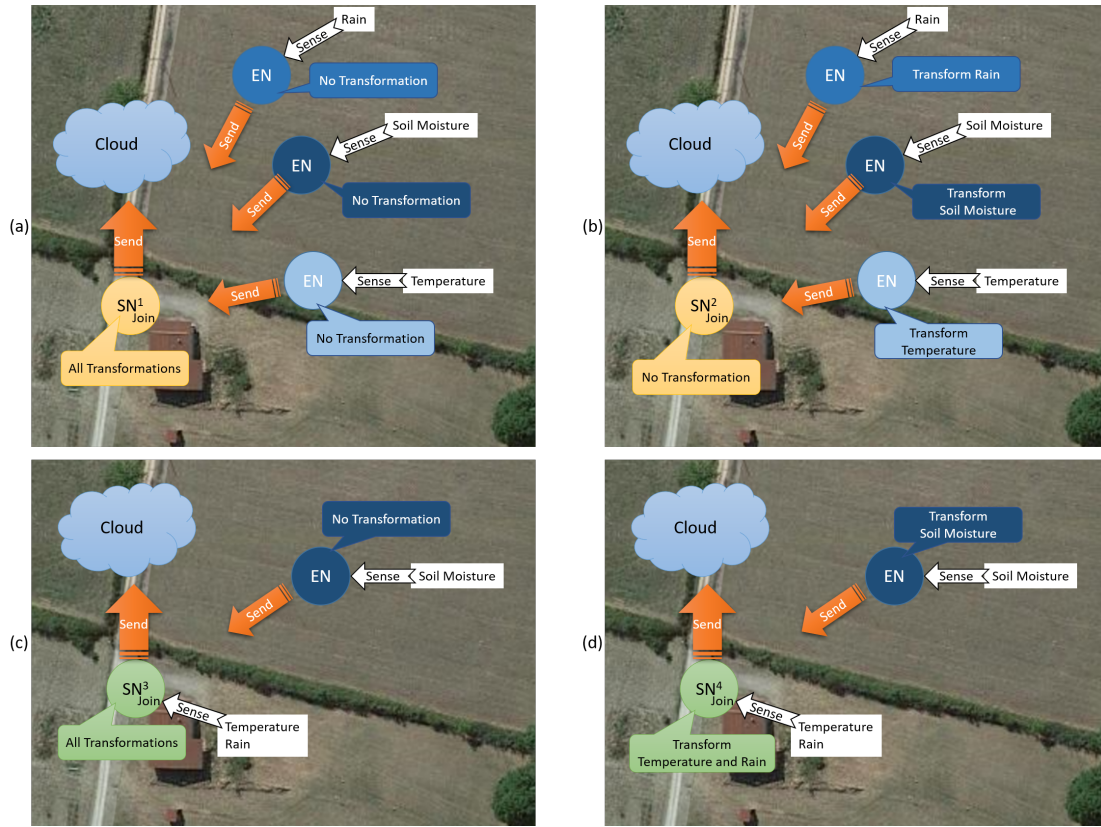 (a)
Rain
Sense
EN
No Transformation
Send
Cloud
Soil Moisture
Sense
EN
No Transformation
Send
Send
Temperature
Sense
EN
Send
No Transformation
SN1
Join
All Transformations
(b)
Rain
Sense
EN
Transform Rain
Send
Cloud
Soil Moisture
Sense
EN
Transform
Soil Moisture
Send
Send
Temperature
Sense
EN
Send
Transform
Temperature
SN2
Join
No Transformation
(c)
Cloud
No Transformation
EN
Sense
Soil Moisture
Send
Send
SN3
Join
Sense
Temperature
Rain
All Transformations
(d)
Cloud
Transform
Soil Moisture
EN
Sense
Soil Moisture
Send
Send
SN4
Join
Sense
Temperature
Rain
Transform
Temperature and Rain